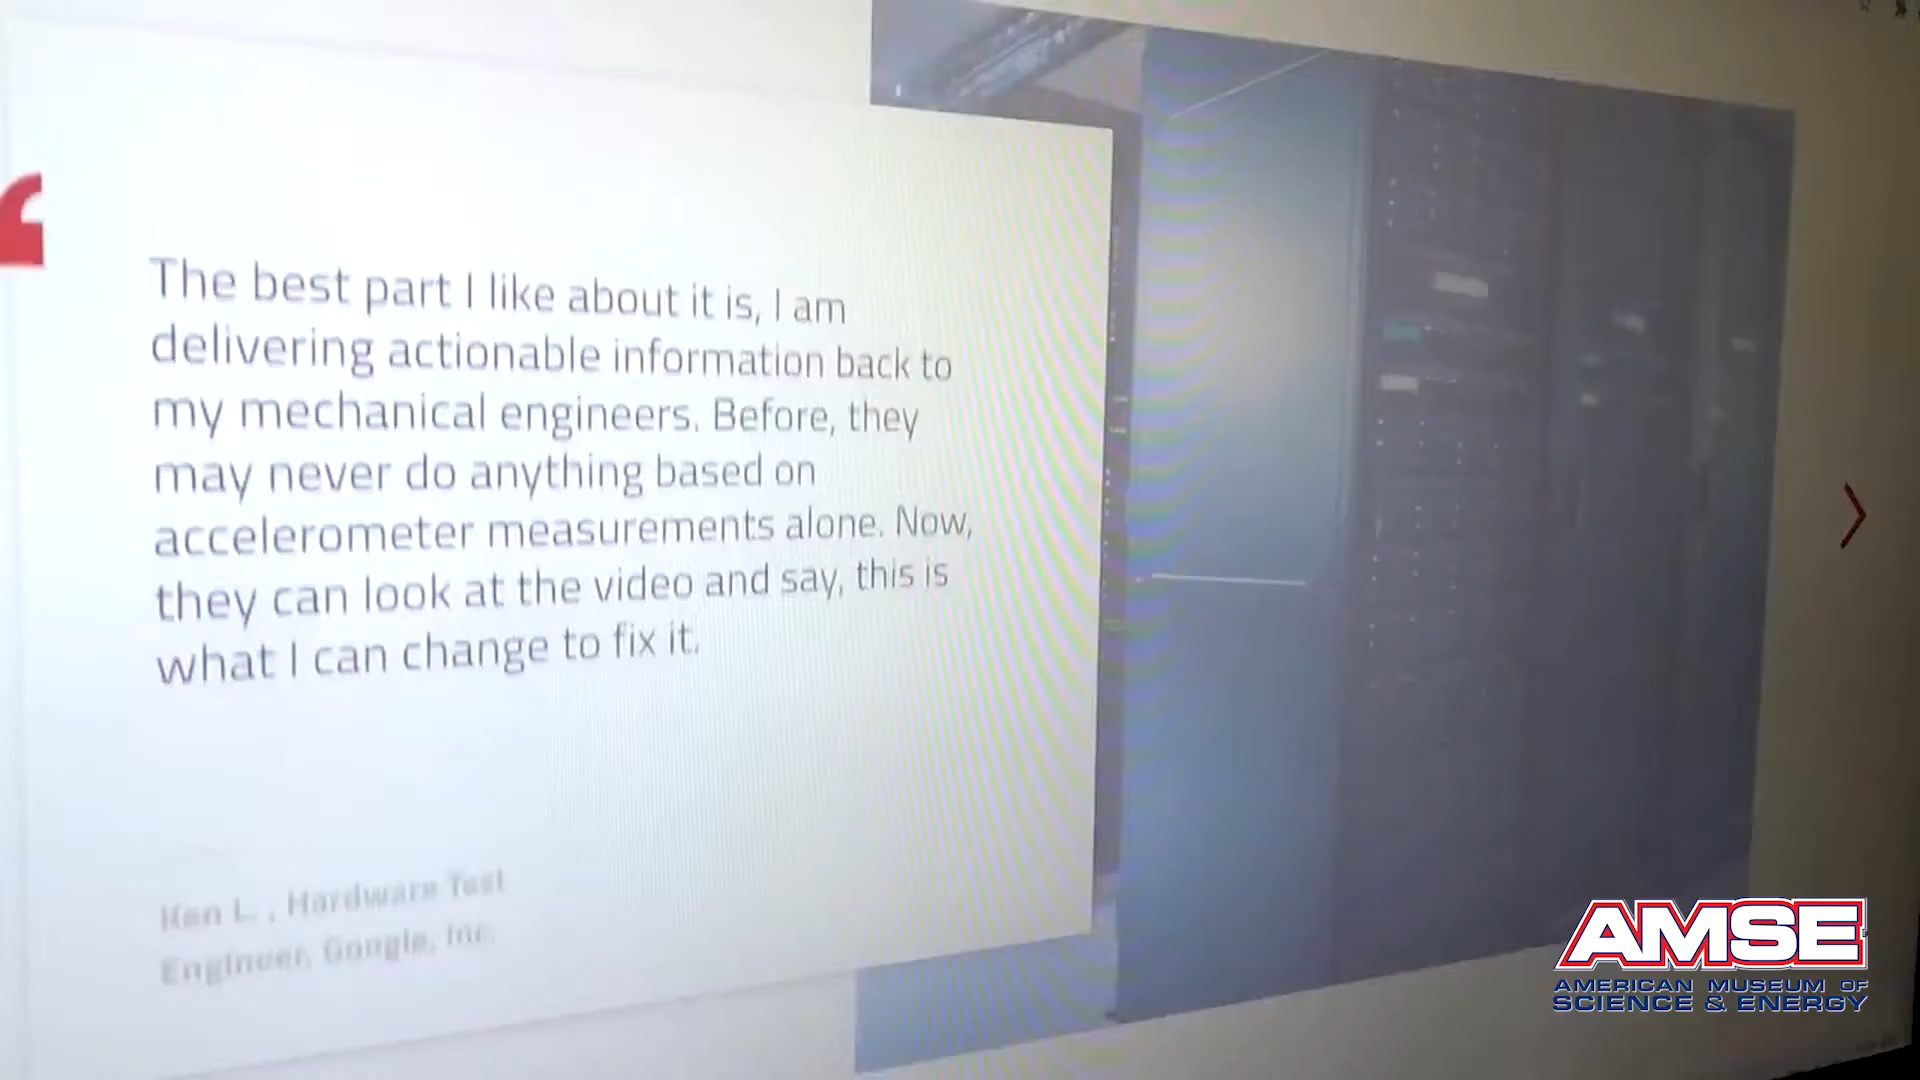 The best part I like about it is, I am
delivering actionable information back to
my mechanical engineers. Before, they
may never do anything based on
accelerometer measurements alone. Now,
they can look at the video and say, this is
what I can change to fix it.
Ken L. , Hardware Test
Engineer, Google, Inc.
AMSE
AMERICAN MUSEUM OF
SCIENCE & ENERGY